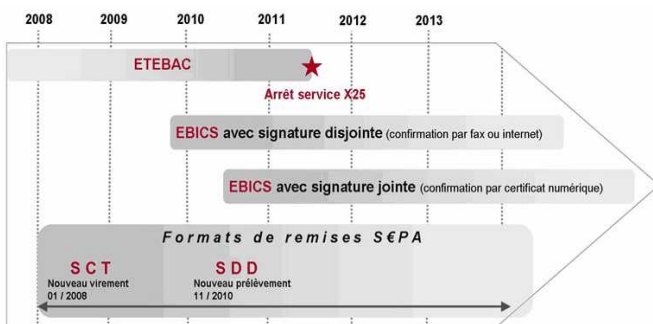 2008 2009 2010 2011 2012 2013
ETEBAC
Arrêt service X25
EBICS avec signature disjointe (confirmation par fax ou internet)
EBICS avec signature jointe (confirmation par certificat numérique)
Formats de remises S€PA
SCT SDD
Nouveau virement Nouveau prélèvement
01 / 2008 11 / 2010